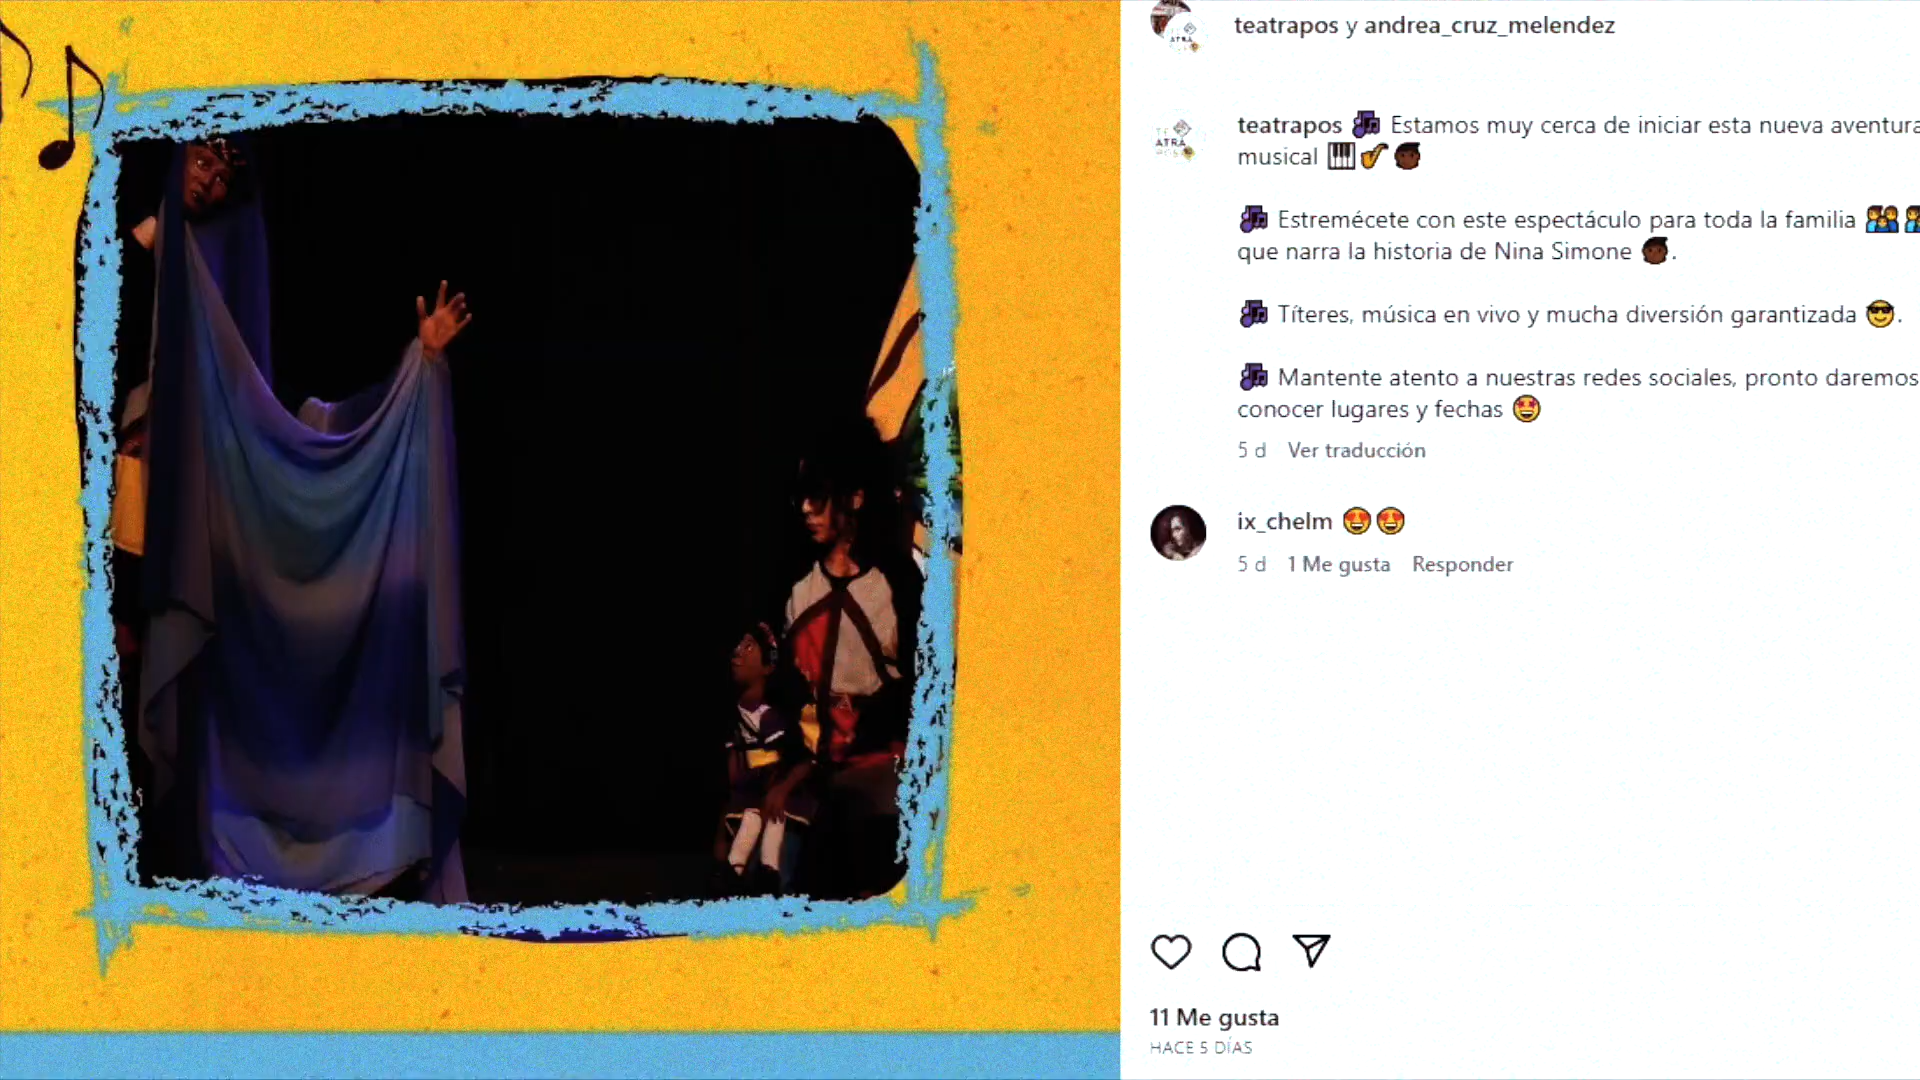 teatrapos y andrea_cruz_melendez
teatrapos 🎶 Estamos muy cerca de iniciar esta nueva aventura
musical 🎹🎷👦🏿
🎶 Estremécete con este espectáculo para toda la familia 👨‍👩‍👦
que narra la historia de Nina Simone 👦🏿.
🎶 Títeres, música en vivo y mucha diversión garantizada 😎.
🎶 Mantente atento a nuestras redes sociales, pronto daremos
conocer lugares y fechas 🤩
5 d Ver traducción
ix_chelm 😍😍
5 d 1 Me gusta Responder
11 Me gusta
HACE 5 DÍAS